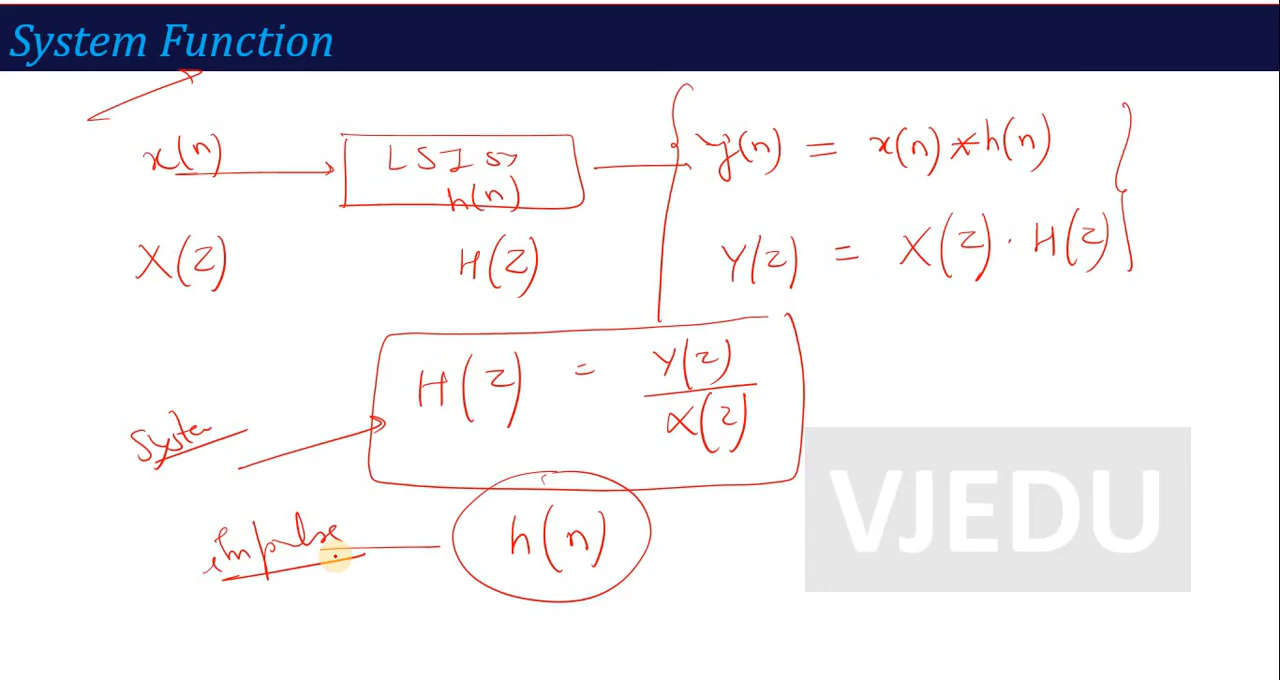 System Function
x(n) LSI sy y(n) = x(n) * h(n)
h(n)
X(z) H(z) Y(z) = X(z) · H(z)
H(z) = Y(z) / X(z)
System
impulse h(n)
VJEDU